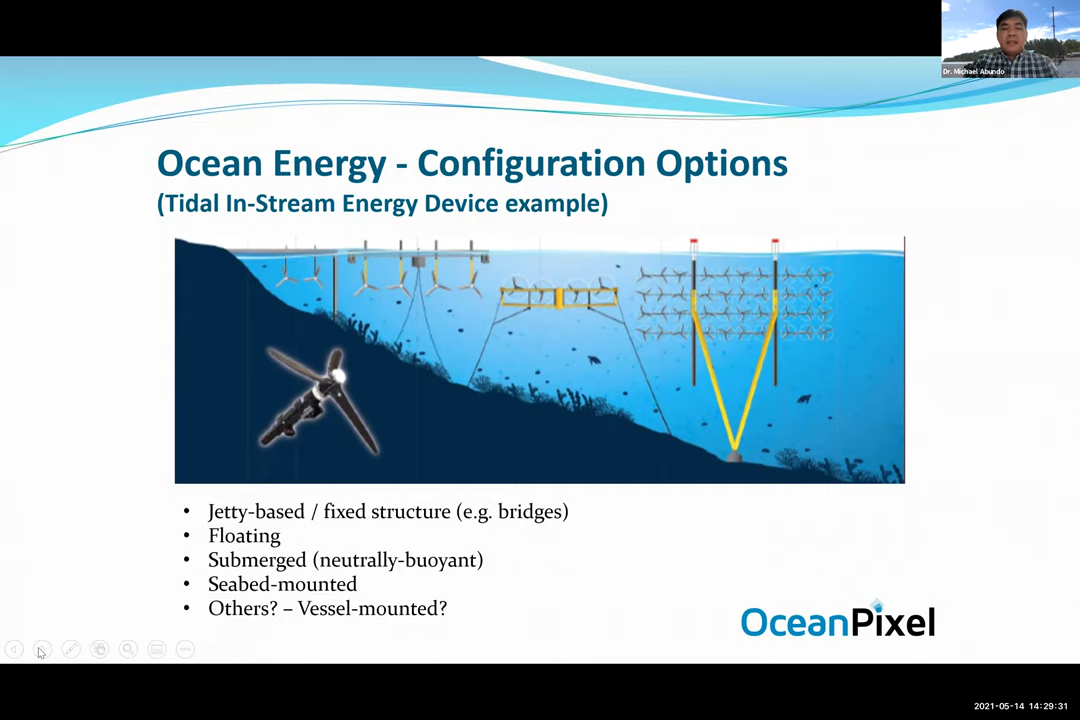 Dr. Michael Abundo
Ocean Energy - Configuration Options
(Tidal In-Stream Energy Device example)
• Jetty-based / fixed structure (e.g. bridges)
• Floating
• Submerged (neutrally-buoyant)
• Seabed-mounted
• Others? – Vessel-mounted?
OceanPixel
2021-05-14 14:29:31